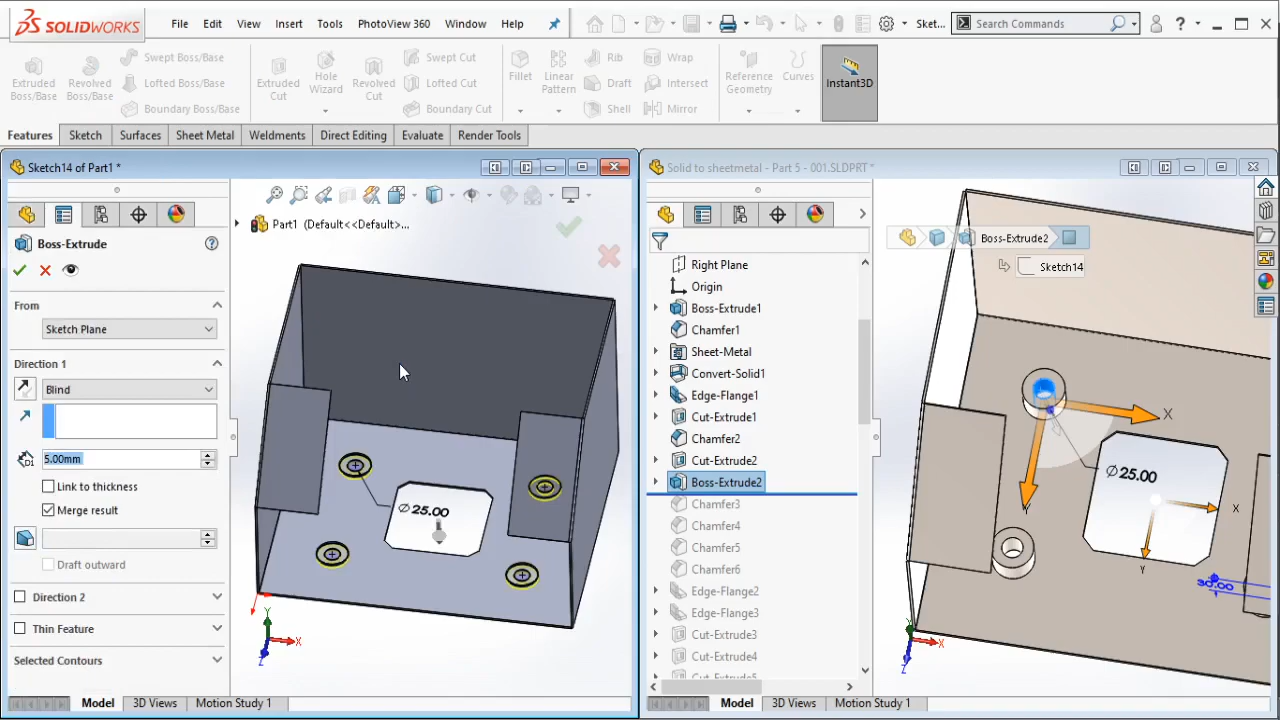 SOLIDWORKS File Edit View Insert Tools PhotoView 360 Window Help Sket... Search Commands
Extruded Boss/Base
Revolved Boss/Base
Swept Boss/Base
Lofted Boss/Base
Boundary Boss/Base
Extruded Cut
Hole Wizard
Revolved Cut
Swept Cut
Lofted Cut
Boundary Cut
Fillet
Linear Pattern
Rib
Draft
Shell
Wrap
Intersect
Mirror
Reference Geometry
Curves
Instant3D
Features Sketch Surfaces Sheet Metal Weldments Direct Editing Evaluate Render Tools
Sketch14 of Part1 *
Part1 (Default<<Default>...
Boss-Extrude
From
Sketch Plane
Direction 1
Blind
D1 5.00mm
Link to thickness
Merge result
Draft outward
Direction 2
Thin Feature
Selected Contours
Ø25.00
Y
X
Z
Model 3D Views Motion Study 1
Solid to sheetmetal - Part 5 - 001.SLDPRT *
Right Plane
Origin
Boss-Extrude1
Chamfer1
Sheet-Metal
Convert-Solid1
Edge-Flange1
Cut-Extrude1
Chamfer2
Cut-Extrude2
Boss-Extrude2
Chamfer3
Chamfer4
Chamfer5
Chamfer6
Edge-Flange2
Edge-Flange3
Cut-Extrude3
Cut-Extrude4
Cut-Extrude5
Boss-Extrude2
Sketch14
X
Y
Ø25.00
X
Y
30.00
Y
X
Z
Model 3D Views Motion Study 1